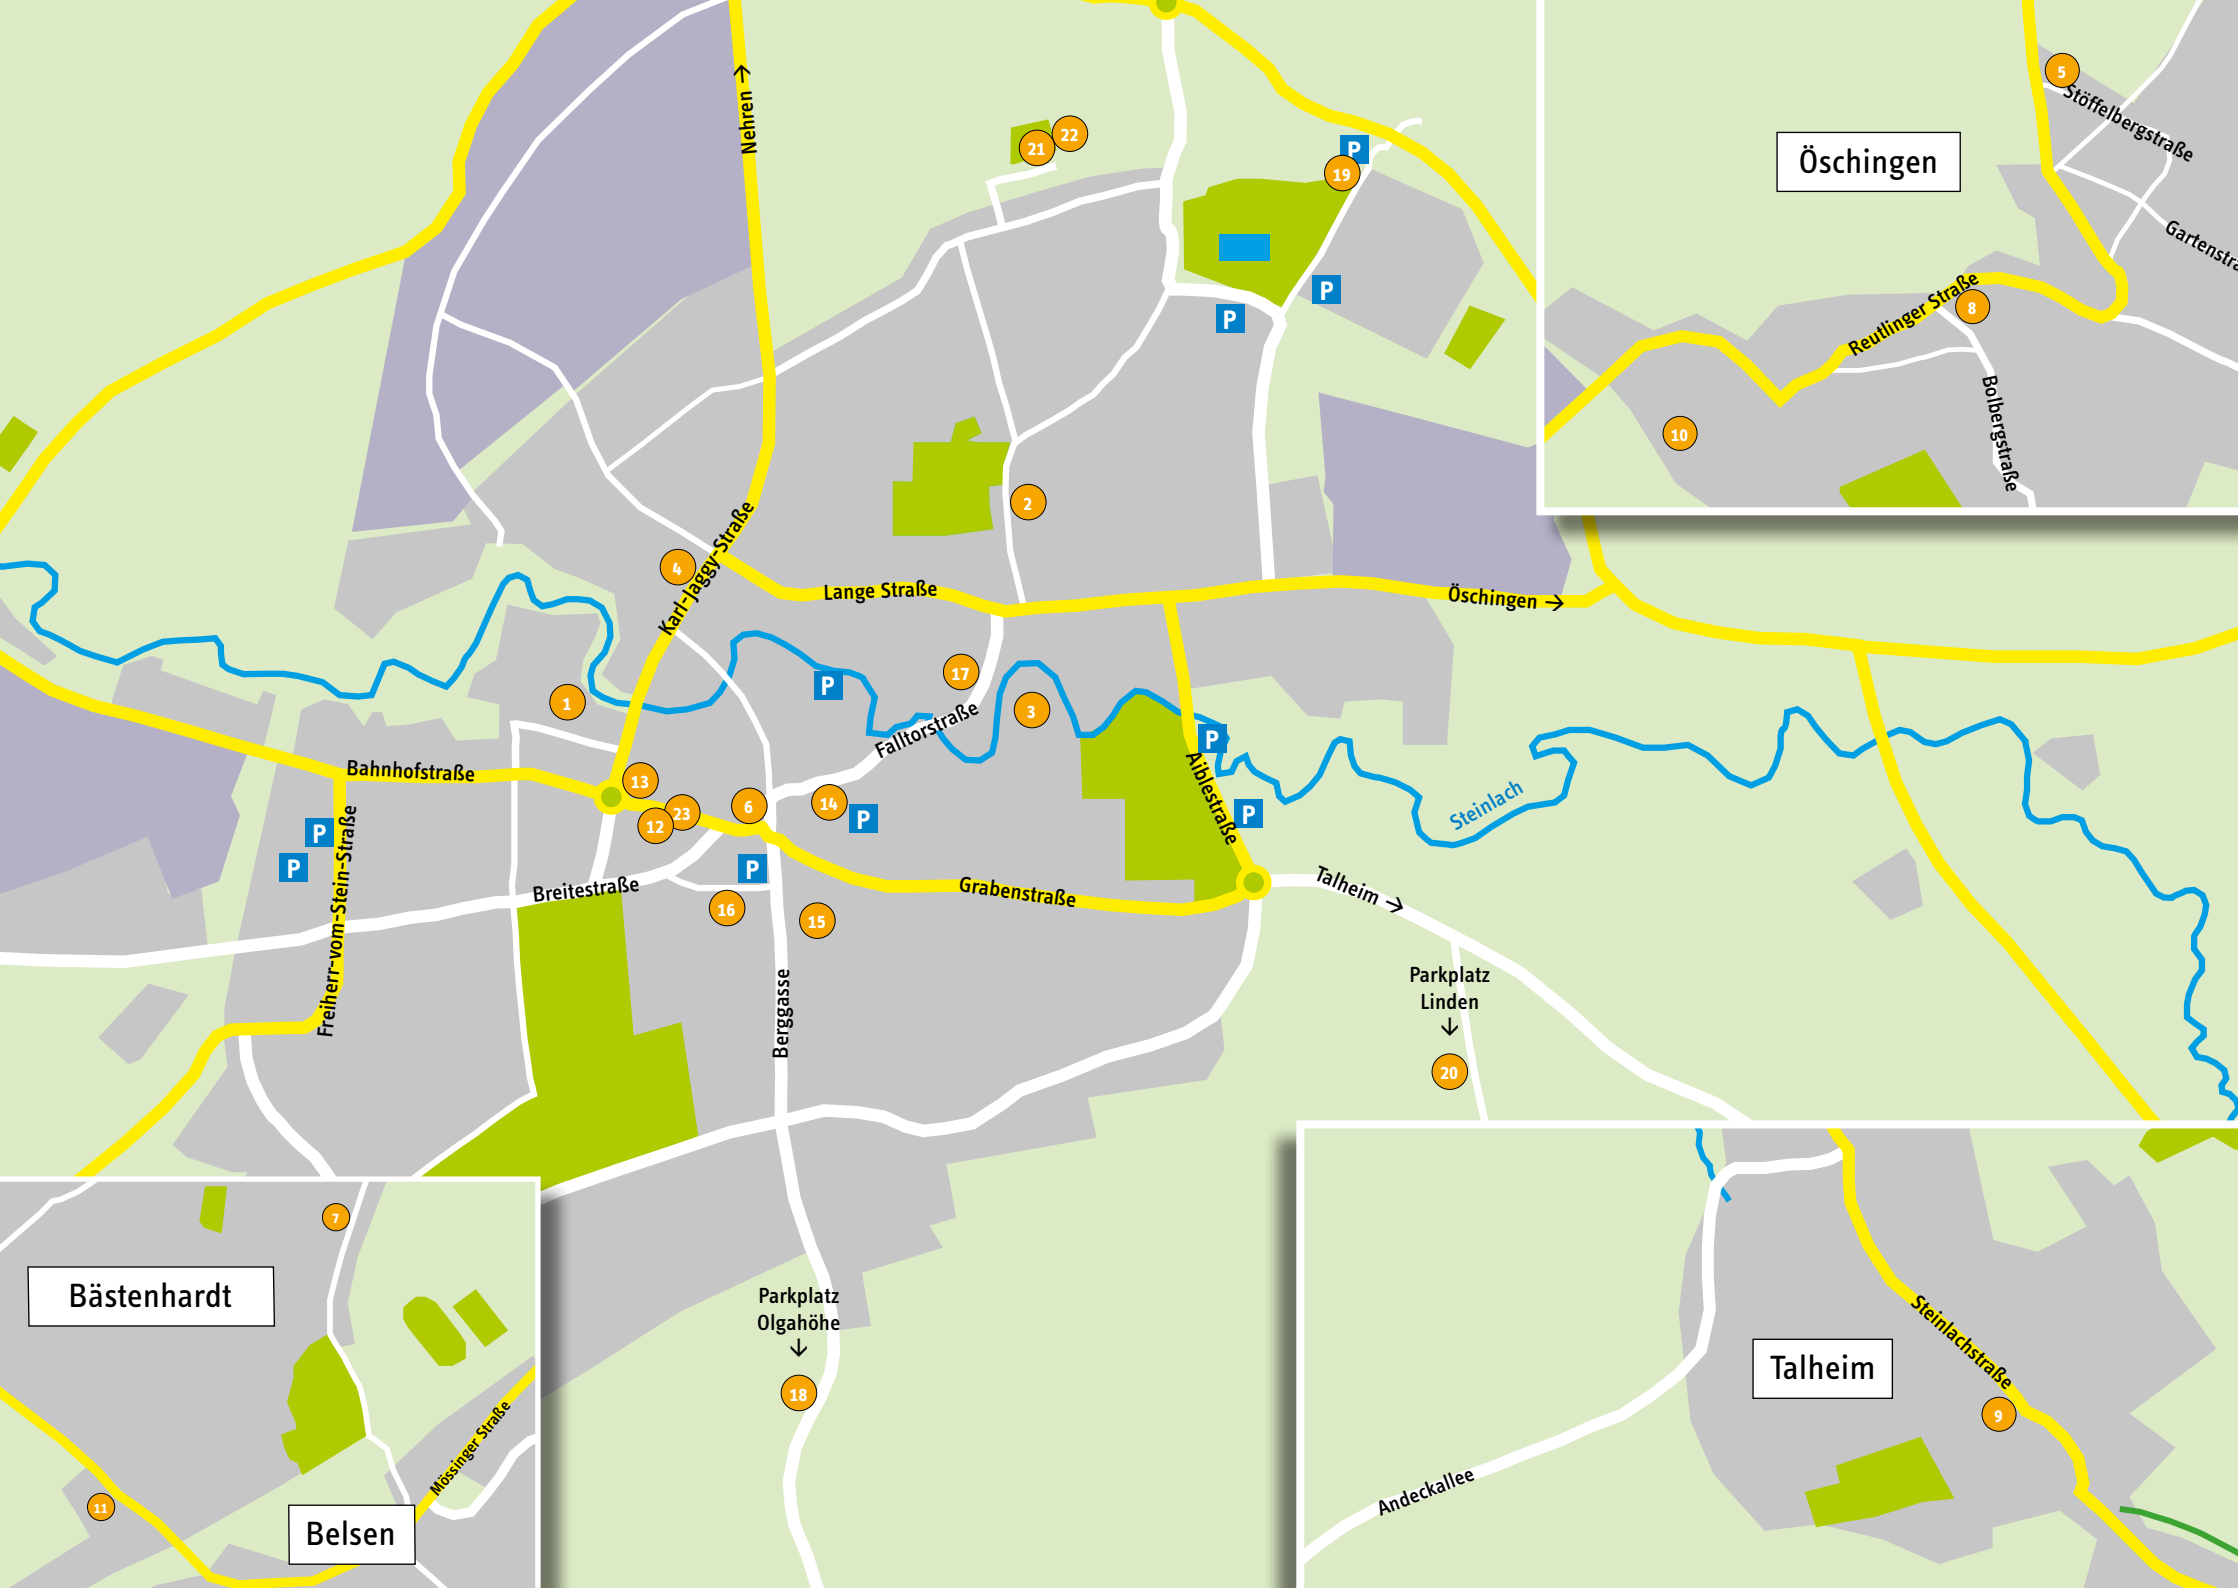 Nehren →
22
21
P
19
5
Stöffelbergstraße
Öschingen
Gartenstra
P
P
8
Reutlinger Straße
10
Bolbergstraße
2
4
Karl-Jaggy-Straße
Lange Straße
Öschingen →
17
P
1
3
Falltorstraße
P
Aiblestraße
Bahnhofstraße
13
6
14
P
23
12
P
Steinlach
P
P
Freiherr-vom-Stein-Straße
P
Breitestraße
16
15
Grabenstraße
Talheim →
Berggasse
Parkplatz
Linden
↓
20
7
Bästenhardt
Parkplatz
Olgahöhe
↓
18
Steinlachstraße
Talheim
9
Mössinger Straße
Andeckallee
11
Belsen